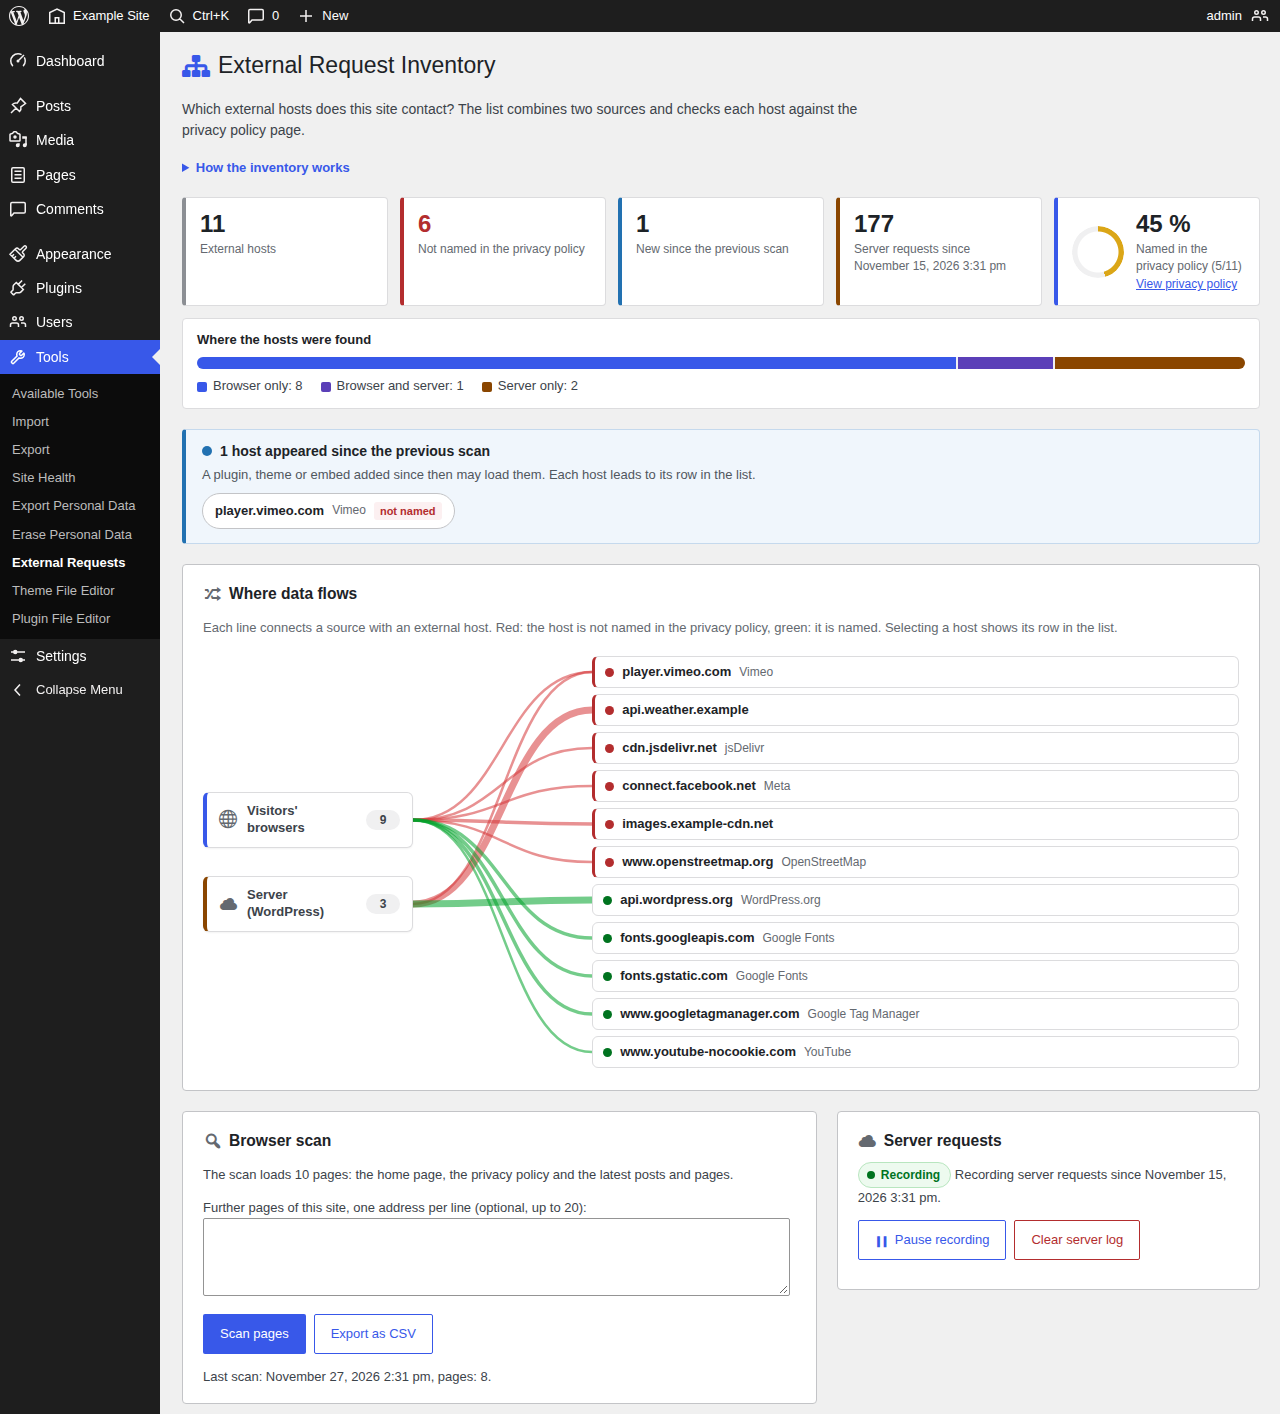 Example Site
Ctrl+K
0
New
admin
Dashboard
Posts
Media
Pages
Comments
Appearance
Plugins
Users
Tools
Available Tools
Import
Export
Site Health
Export Personal Data
Erase Personal Data
External Requests
Theme File Editor
Plugin File Editor
Settings
Collapse Menu
External Request Inventory
Which external hosts does this site contact? The list combines two sources and checks each host against the
privacy policy page.
How the inventory works
11
External hosts
6
Not named in the privacy policy
1
New since the previous scan
177
Server requests since
November 15, 2026 3:31 pm
45 %
Named in the
privacy policy (5/11)
View privacy policy
Where the hosts were found
Browser only: 8
Browser and server: 1
Server only: 2
1 host appeared since the previous scan
A plugin, theme or embed added since then may load them. Each host leads to its row in the list.
player.vimeo.com Vimeo not named
Where data flows
Each line connects a source with an external host. Red: the host is not named in the privacy policy, green: it is named. Selecting a host shows its row in the list.
Visitors'
browsers
9
Server
(WordPress)
3
player.vimeo.com Vimeo
api.weather.example
cdn.jsdelivr.net jsDelivr
connect.facebook.net Meta
images.example-cdn.net
www.openstreetmap.org OpenStreetMap
api.wordpress.org WordPress.org
fonts.googleapis.com Google Fonts
fonts.gstatic.com Google Fonts
www.googletagmanager.com Google Tag Manager
www.youtube-nocookie.com YouTube
Browser scan
The scan loads 10 pages: the home page, the privacy policy and the latest posts and pages.
Further pages of this site, one address per line (optional, up to 20):
Scan pages
Export as CSV
Last scan: November 27, 2026 2:31 pm, pages: 8.
Server requests
Recording Recording server requests since November 15,
2026 3:31 pm.
Pause recording
Clear server log